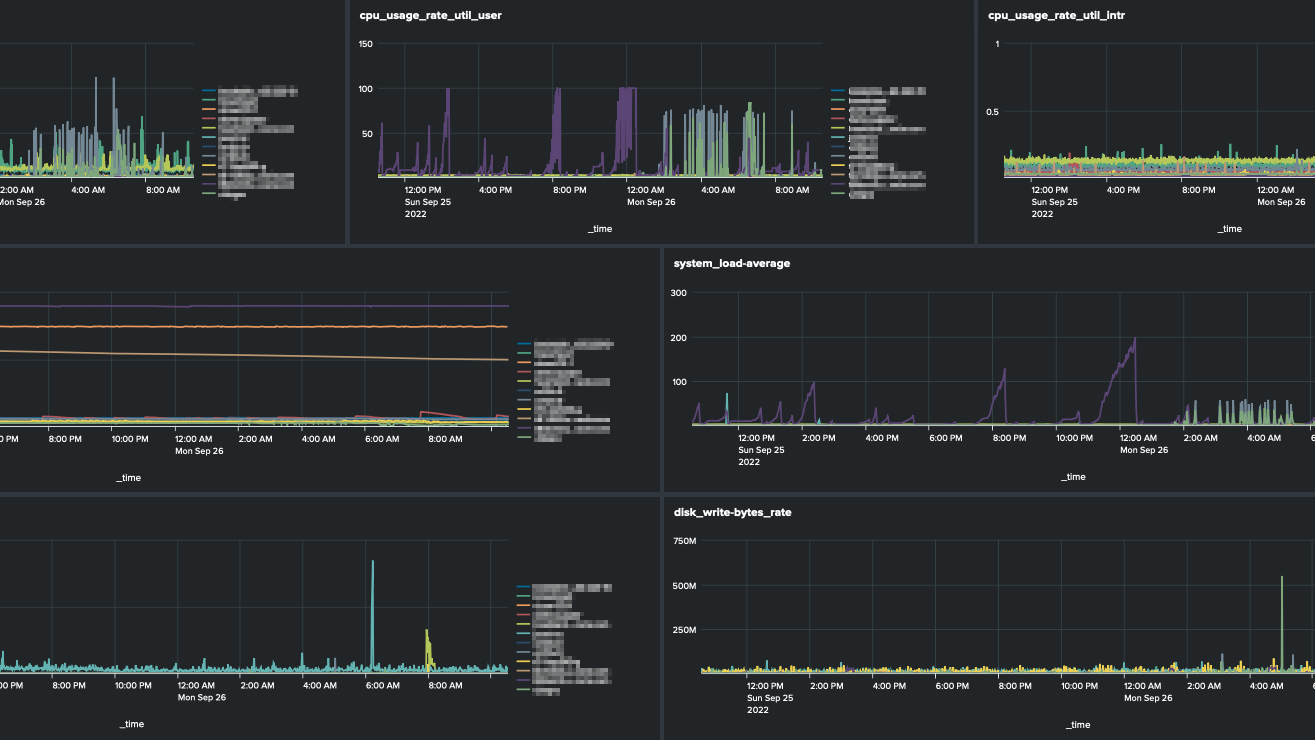 cpu_usage_rate_util_user
cpu_usage_rate_util_intr
150
100
50
1
0.5
4:00 AM 8:00 AM
12:00 PM 4:00 PM 8:00 PM 12:00 AM 4:00 AM 8:00 AM
12:00 PM 4:00 PM 8:00 PM 12:00 AM
Mon Sep 26
Sun Sep 25 Mon Sep 26
2022
Sun Sep 25 Mon Sep 26
2022
_time
_time
system_load-average
300
200
100
8:00 PM 10:00 PM 12:00 AM 2:00 AM 4:00 AM 6:00 AM 8:00 AM
Mon Sep 26
12:00 PM 2:00 PM 4:00 PM 6:00 PM 8:00 PM 10:00 PM 12:00 AM 2:00 AM 4:00 AM
Sun Sep 25 Mon Sep 26
2022
_time
_time
disk_write-bytes_rate
750M
500M
250M
8:00 PM 10:00 PM 12:00 AM 2:00 AM 4:00 AM 6:00 AM 8:00 AM
Mon Sep 26
12:00 PM 2:00 PM 4:00 PM 6:00 PM 8:00 PM 10:00 PM 12:00 AM 2:00 AM 4:00 AM
Sun Sep 25 Mon Sep 26
2022
_time
_time